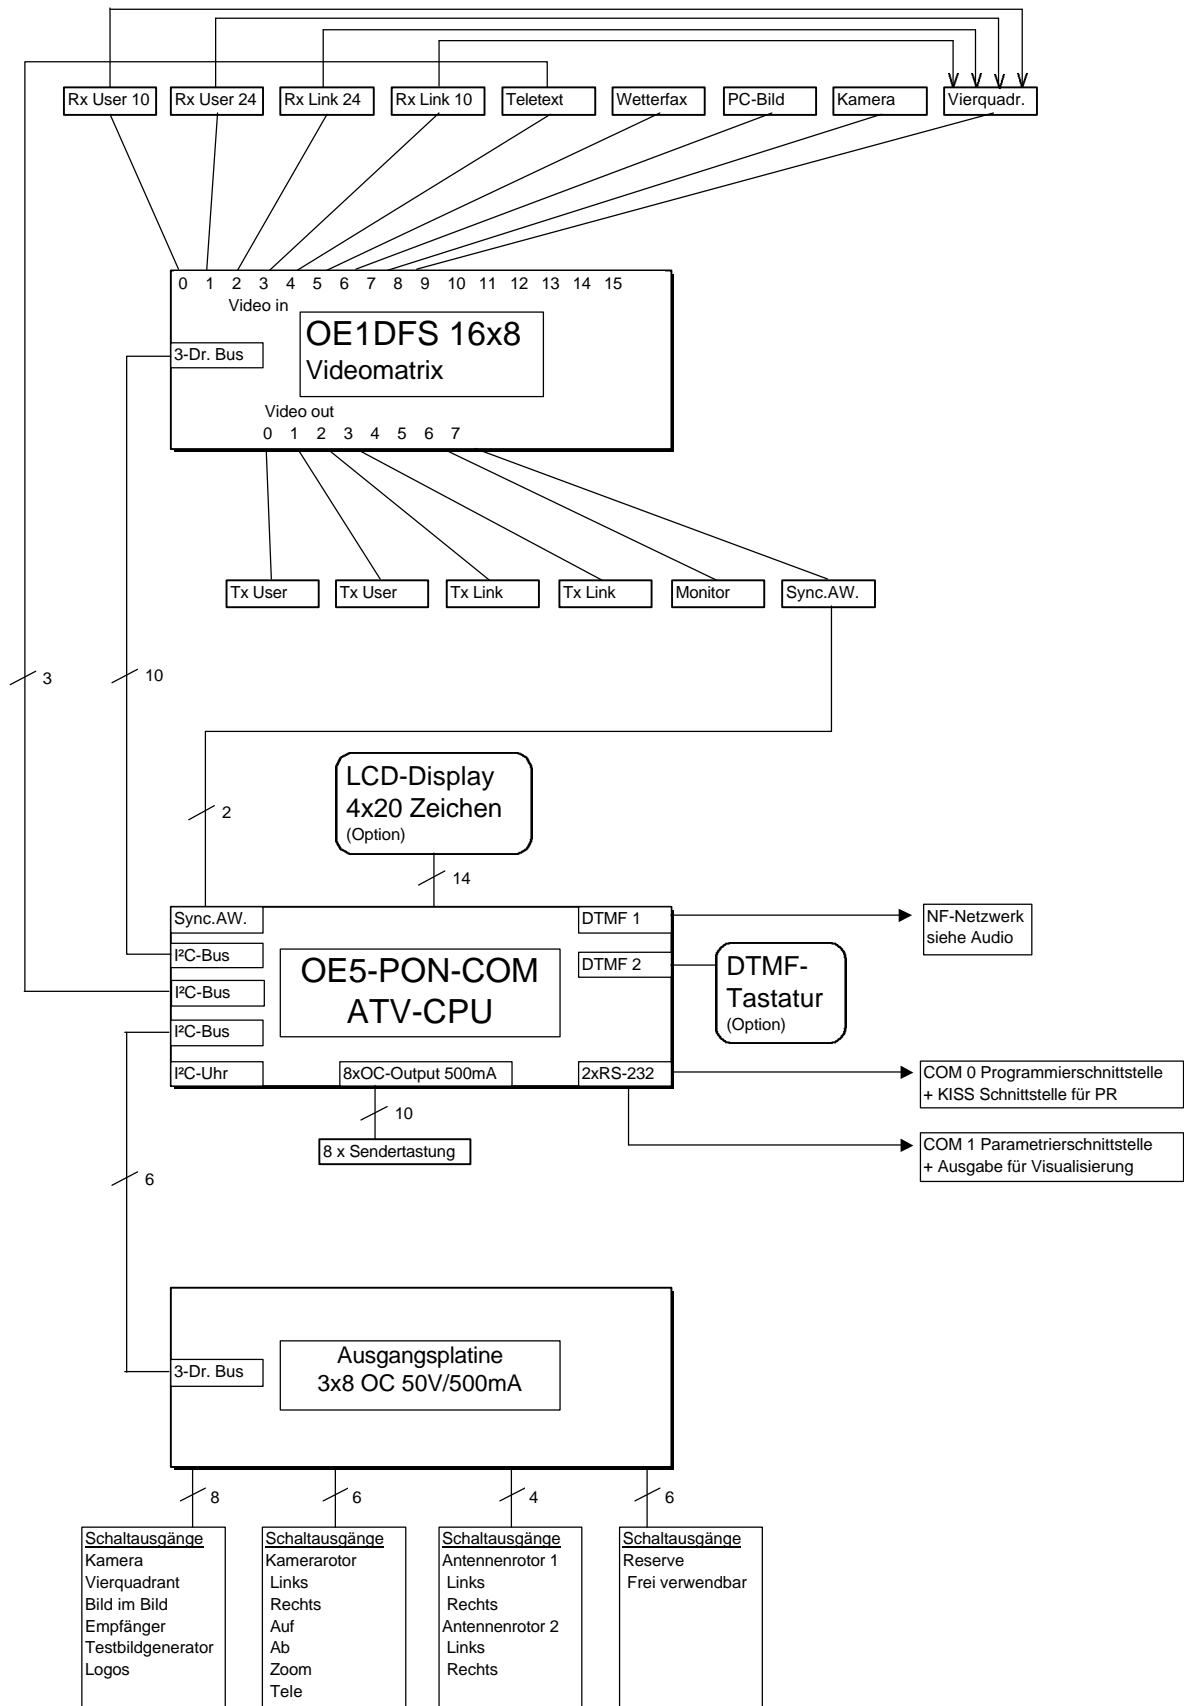 Rx User 10
Rx User 24
Rx Link 24
Rx Link 10
Teletext
Wetterfax
PC-Bild
Kamera
Vierquadr.
0 1 2 3 4 5 6 7 8 9 10 11 12 13 14 15
Video in
OE1DFS 16x8
Videomatrix
3-Dr. Bus
Video out
0 1 2 3 4 5 6 7
Tx User
Tx User
Tx Link
Tx Link
Monitor
Sync.AW.
3
10
2
LCD-Display
4x20 Zeichen
(Option)
14
Sync.AW.
I²C-Bus
I²C-Bus
I²C-Bus
I²C-Uhr
OE5-PON-COM
ATV-CPU
8xOC-Output 500mA
DTMF 1
DTMF 2
2xRS-232
NF-Netzwerk
siehe Audio
DTMF-
Tastatur
(Option)
COM 0 Programmierschnittstelle
+ KISS Schnittstelle für PR
COM 1 Parametrierschnittstelle
+ Ausgabe für Visualisierung
10
8 x Sendertastung
6
3-Dr. Bus
Ausgangsplatine
3x8 OC 50V/500mA
8
6
4
6
Schaltausgänge
Kamera
Vierquadrant
Bild im Bild
Empfänger
Testbildgenerator
Logos
Schaltausgänge
Kamerarotor
Links
Rechts
Auf
Ab
Zoom
Tele
Schaltausgänge
Antennenrotor 1
Links
Rechts
Antennenrotor 2
Links
Rechts
Schaltausgänge
Reserve
Frei verwendbar